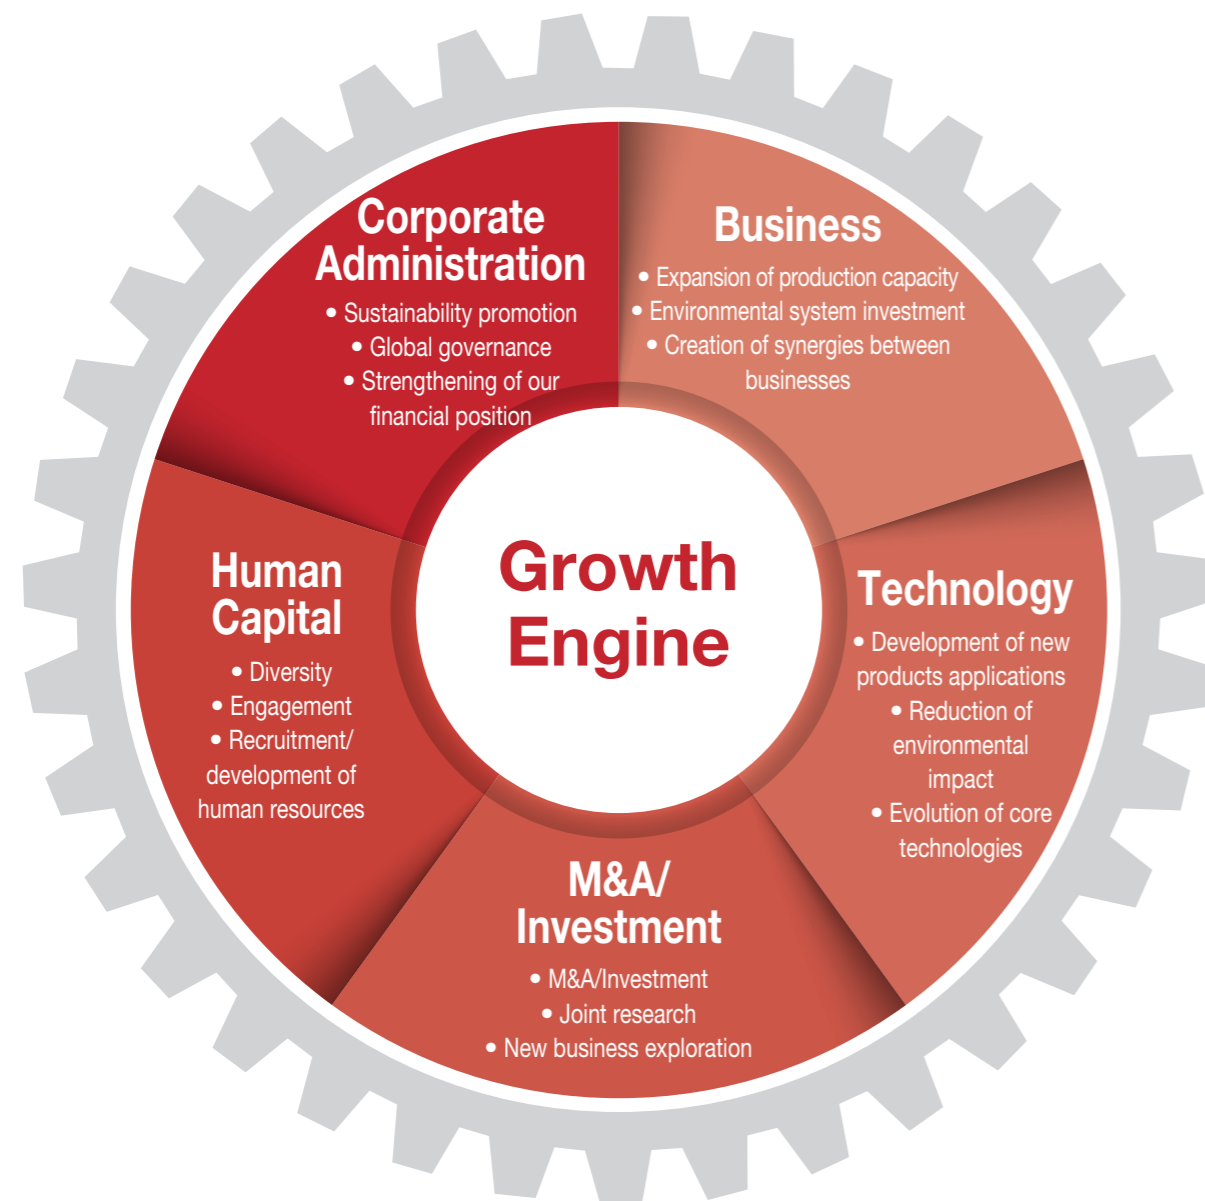 Corporate
Administration
• Sustainability promotion
• Global governance
• Strengthening of our
financial position
Business
• Expansion of production capacity
• Environmental system investment
• Creation of synergies between
businesses
Growth
Engine
Technology
• Development of new
products applications
• Reduction of
environmental
impact
• Evolution of core
technologies
Human
Capital
• Diversity
• Engagement
• Recruitment/
development of
human resources
M&A/
Investment
• M&A/Investment
• Joint research
• New business exploration